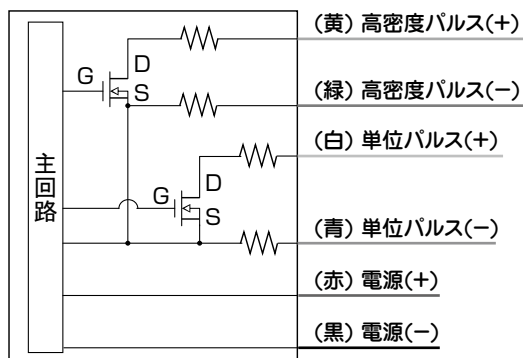 (黄) 高密度パルス(+)
D
G
S
(緑) 高密度パルス(−)
(白) 単位パルス(+)
主回路
D
G
S
(青) 単位パルス(−)
(赤) 電源(+)
(黒) 電源(−)